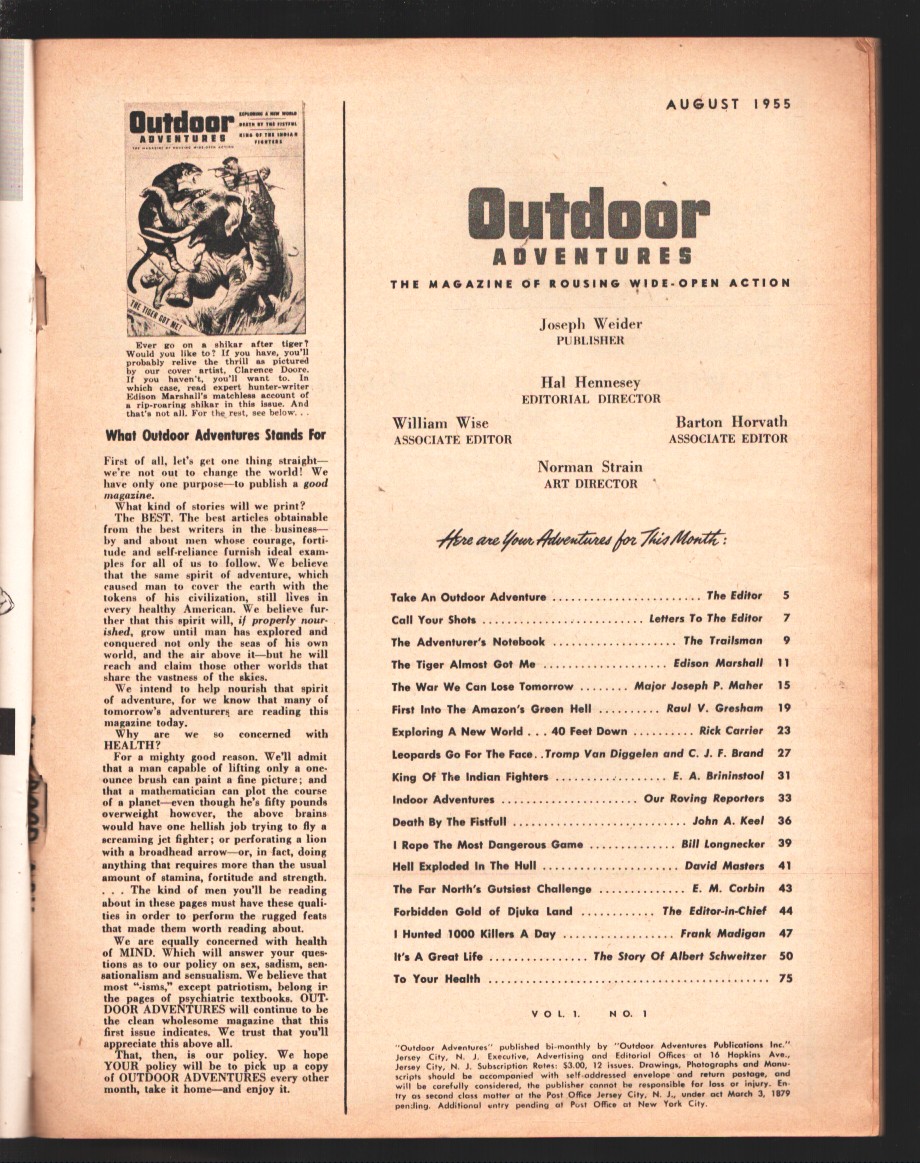 Outdoor
ADVENTURES
THE MAGAZINE OF ROUSING WIDE-OPEN ACTION
EXPLORING A NEW WORLD
DEATH BY THE FISTFUL
KING OF THE INDIAN
FIGHTERS
THE TIGER GOT ME!
Ever go on a shikar after tiger?
Would you like to? If you have, you'll
probably relive the thrill as pictured
by our cover artist, Clarence Doore.
If you haven't, you'll want to. In
which case, read expert hunter-writer
Edison Marshall's matchless account of
a rip-roaring shikar in this issue. And
that's not all. For the rest, see below. . .
What Outdoor Adventures Stands For
First of all, let's get one thing straight—
we're not out to change the world! We
have only one purpose—to publish a good
magazine.
What kind of stories will we print?
The BEST. The best articles obtainable
from the best writers in the business—
by and about men whose courage, forti-
tude and self-reliance furnish ideal exam-
ples for all of us to follow. We believe
that the same spirit of adventure, which
caused man to cover the earth with the
tokens of his civilization, still lives in
every healthy American. We believe fur-
ther that this spirit will, if properly nour-
ished, grow until man has explored and
conquered not only the seas of his own
world, and the air above it—but he will
reach and claim those other worlds that
share the vastness of the skies.
We intend to help nourish that spirit
of adventure, for we know that many of
tomorrow's adventurers are reading this
magazine today.
Why are we so concerned with
HEALTH?
For a mighty good reason. We'll admit
that a man capable of lifting only a one-
ounce brush can paint a fine picture; and
that a mathematician can plot the course
of a planet—even though he's fifty pounds
overweight however, the above brains
would have one hellish job trying to fly a
screaming jet fighter; or perforating a lion
with a broadhead arrow—or, in fact, doing
anything that requires more than the usual
amount of stamina, fortitude and strength.
. . . The kind of men you'll be reading
about in these pages must have these quali-
ties in order to perform the rugged feats
that made them worth reading about.
We are equally concerned with health
of MIND. Which will answer your ques-
tions as to our policy on sex, sadism, sen-
sationalism and sensualism. We believe that
most "-isms," except patriotism, belong in
the pages of psychiatric textbooks. OUT-
DOOR ADVENTURES will continue to be
the clean wholesome magazine that this
first issue indicates. We trust that you'll
appreciate this above all.
That, then, is our policy. We hope
YOUR policy will be to pick up a copy
of OUTDOOR ADVENTURES every other
month, take it home—and enjoy it.
AUGUST 1955
Outdoor
ADVENTURES
THE MAGAZINE OF ROUSING WIDE-OPEN ACTION
Joseph Weider
PUBLISHER
Hal Hennesey
EDITORIAL DIRECTOR
William Wise Barton Horvath
ASSOCIATE EDITOR ASSOCIATE EDITOR
Norman Strain
ART DIRECTOR
Here are Your Adventures for This Month:
Take An Outdoor Adventure ........................ The Editor 5
Call Your Shots .......................... Letters To The Editor 7
The Adventurer's Notebook .................... The Trailsman 9
The Tiger Almost Got Me .................... Edison Marshall 11
The War We Can Lose Tomorrow ........ Major Joseph P. Maher 15
First Into The Amazon's Green Hell .......... Raul V. Gresham 19
Exploring A New World . . . 40 Feet Down .......... Rick Carrier 23
Leopards Go For The Face. .Tromp Van Diggelen and C. J. F. Brand 27
King Of The Indian Fighters .................. E. A. Brininstool 31
Indoor Adventures ...................... Our Roving Reporters 33
Death By The Fistfull ............................. John A. Keel 36
I Rope The Most Dangerous Game .............. Bill Longnecker 39
Hell Exploded In The Hull ....................... David Masters 41
The Far North's Gutsiest Challenge .............. E. M. Corbin 43
Forbidden Gold of Djuka Land ............ The Editor-in-Chief 44
I Hunted 1000 Killers A Day .................. Frank Madigan 47
It's A Great Life ................ The Story Of Albert Schweitzer 50
To Your Health ............................................. 75
VOL. 1. NO. 1
"Outdoor Adventures" published bi-monthly by "Outdoor Adventures Publications Inc."
Jersey City, N. J. Executive, Advertising and Editorial Offices at 16 Hopkins Ave.,
Jersey City, N. J. Subscription Rates: $3.00, 12 issues. Drawings, Photographs and Manu-
scripts should be accompanied with self-addressed envelope and return postage, and
will be carefully considered, the publisher cannot be responsible for loss or injury. En-
try as second class matter at the Post Office Jersey City, N. J., under act March 3, 1879
pending. Additional entry pending at Post Office at New York City.